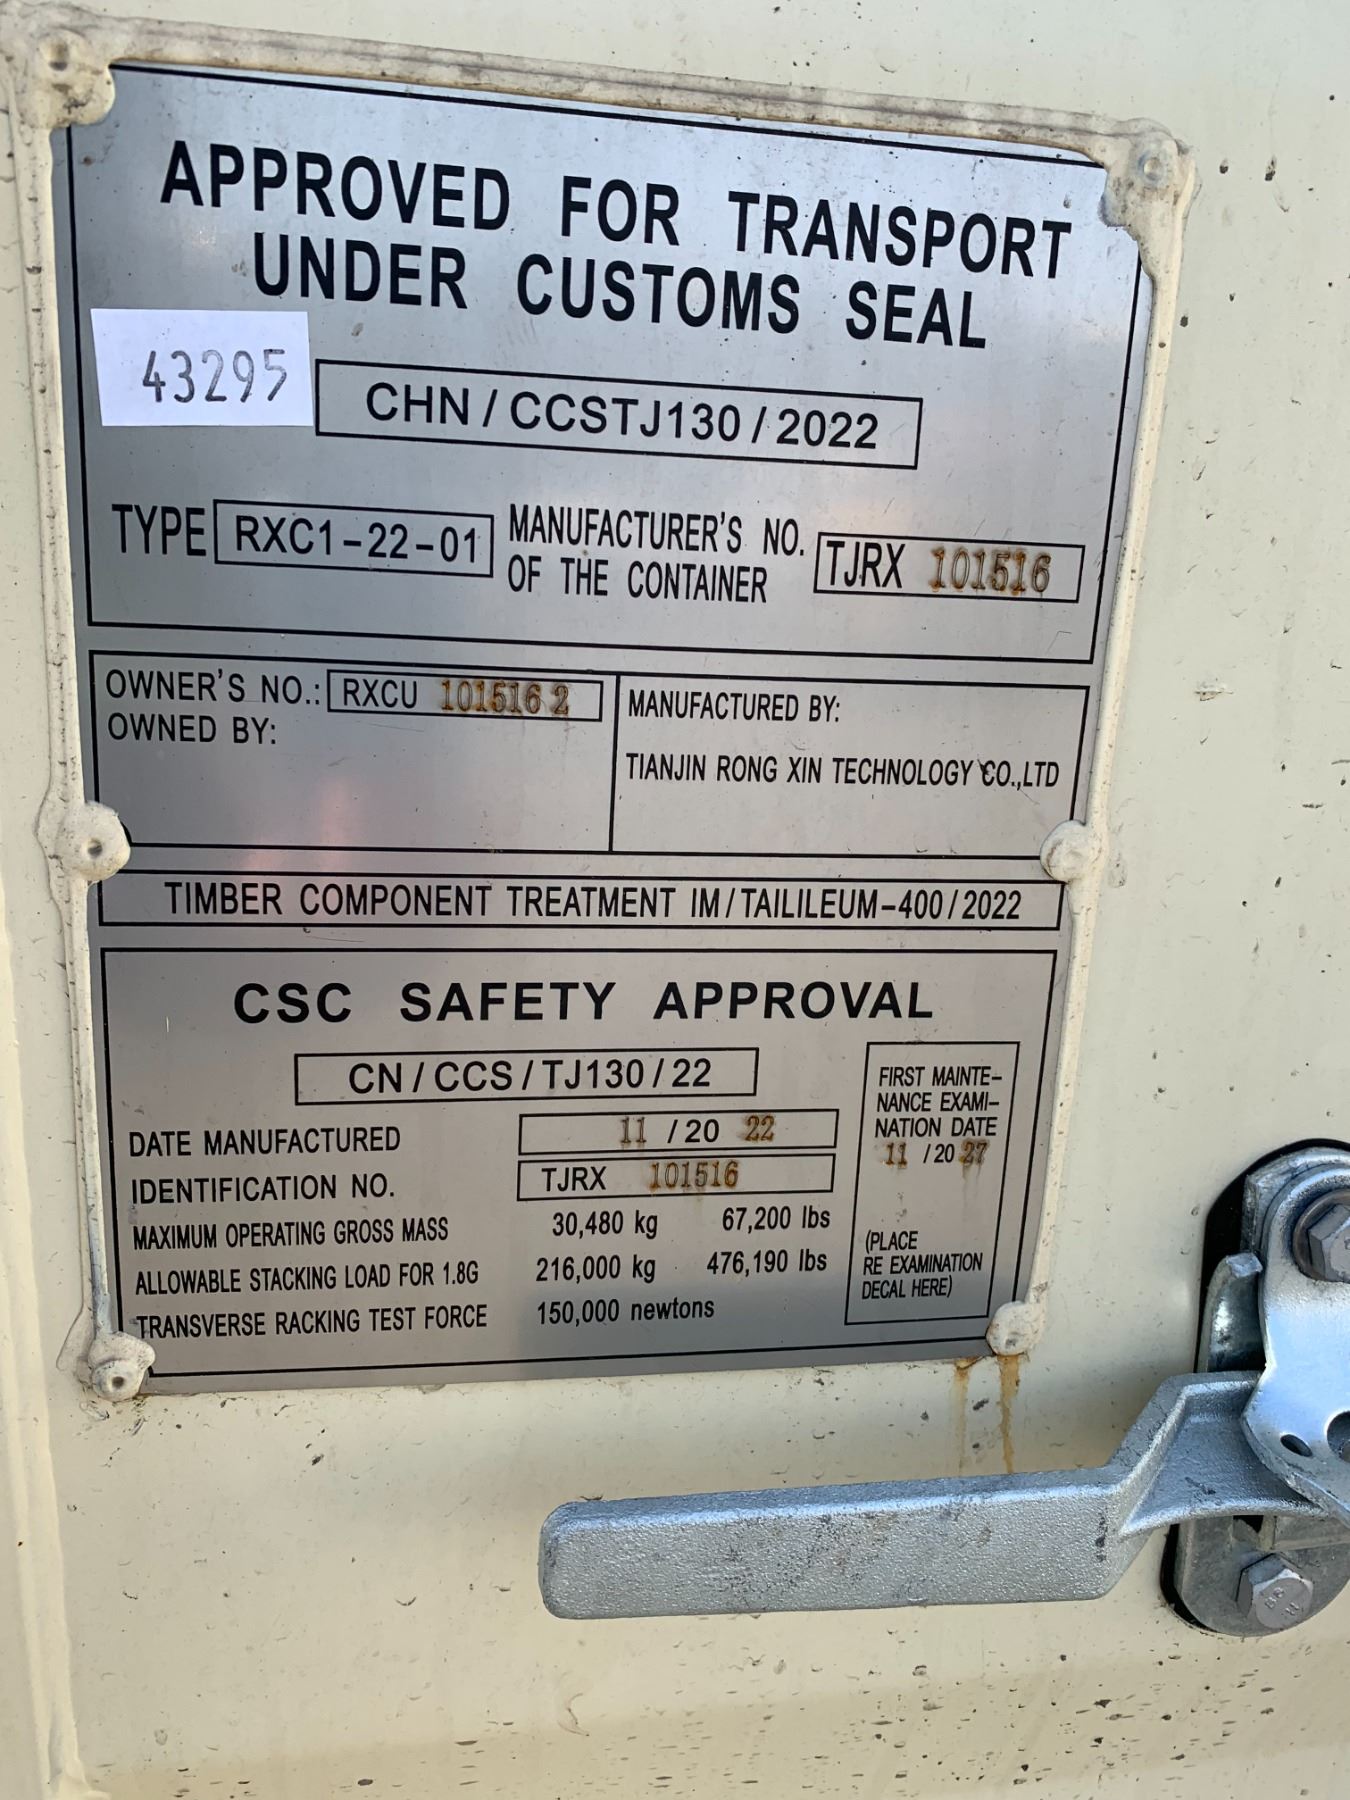 APPROVED FOR TRANSPORT
UNDER CUSTOMS SEAL
43295
CHN/CCSTJ130/2022
TYPE RXC1-22-01 MANUFACTURER'S NO.
OF THE CONTAINER TJRX 101516
OWNER'S NO.: RXCU 101516 2
OWNED BY:
MANUFACTURED BY:
TIANJIN RONG XIN TECHNOLOGY CO.,LTD
TIMBER COMPONENT TREATMENT IM/TAILILEUM-400/2022
CSC SAFETY APPROVAL
CN/CCS/TJ130/22
DATE MANUFACTURED 11 /20 22
IDENTIFICATION NO. TJRX 101516
MAXIMUM OPERATING GROSS MASS 30,480 kg 67,200 lbs
ALLOWABLE STACKING LOAD FOR 1.8G 216,000 kg 476,190 lbs
TRANSVERSE RACKING TEST FORCE 150,000 newtons
FIRST MAINTE-
NANCE EXAMI-
NATION DATE
11 /20 27
(PLACE
RE EXAMINATION
DECAL HERE)